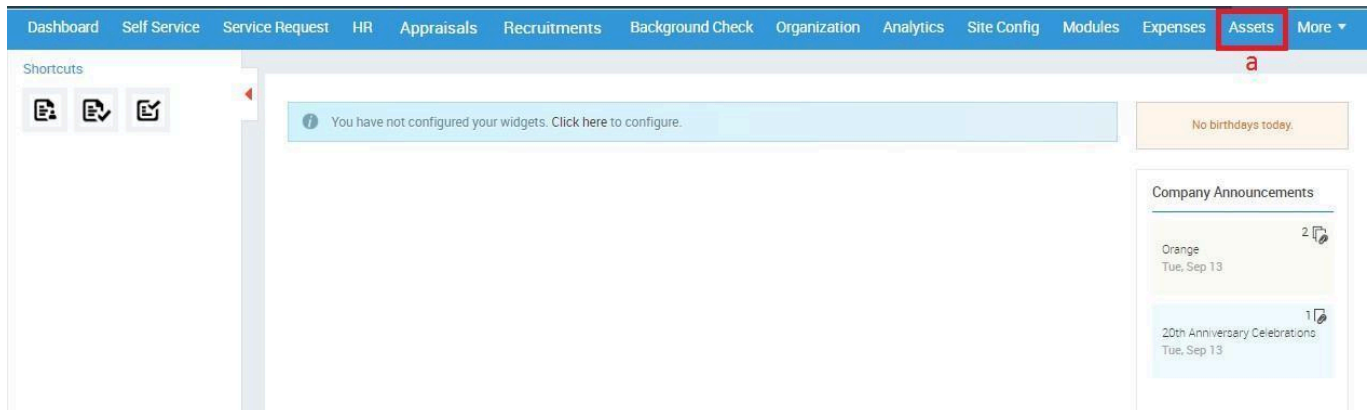 Dashboard Self Service Service Request HR Appraisals Recruitments Background Check Organization Analytics Site Config Modules Expenses Assets More
a
Shortcuts
You have not configured your widgets. Click here to configure.
No birthdays today.
Company Announcements
2
Orange
Tue, Sep 13
1
20th Anniversary Celebrations
Tue, Sep 13